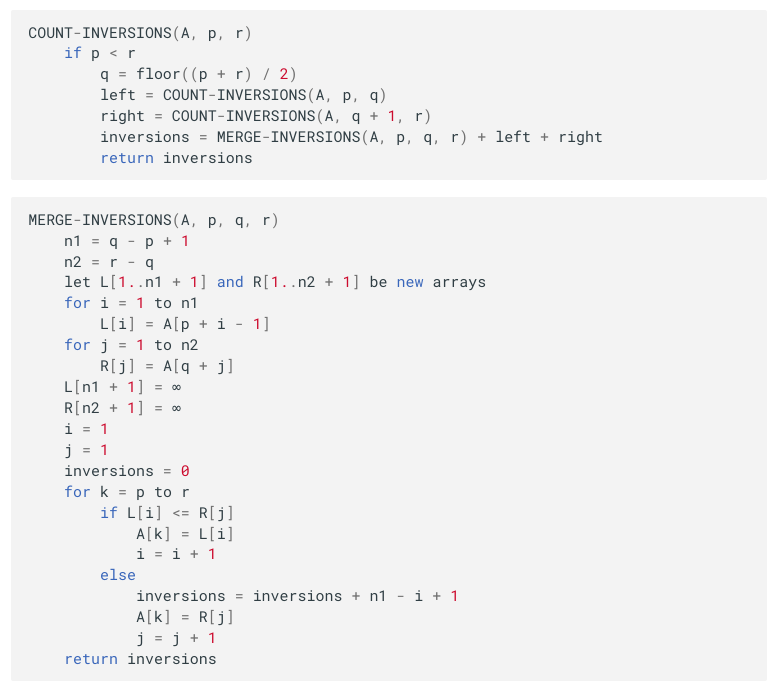 COUNT-INVERSIONS(A, p, r)
    if p < r
        q = floor((p + r) / 2)
        left = COUNT-INVERSIONS(A, p, q)
        right = COUNT-INVERSIONS(A, q + 1, r)
        inversions = MERGE-INVERSIONS(A, p, q, r) + left + right
        return inversions
MERGE-INVERSIONS(A, p, q, r)
    n1 = q - p + 1
    n2 = r - q
    let L[1..n1 + 1] and R[1..n2 + 1] be new arrays
    for i = 1 to n1
        L[i] = A[p + i - 1]
    for j = 1 to n2
        R[j] = A[q + j]
    L[n1 + 1] = ∞
    R[n2 + 1] = ∞
    i = 1
    j = 1
    inversions = 0
    for k = p to r
        if L[i] <= R[j]
            A[k] = L[i]
            i = i + 1
        else
            inversions = inversions + n1 - i + 1
            A[k] = R[j]
            j = j + 1
    return inversions